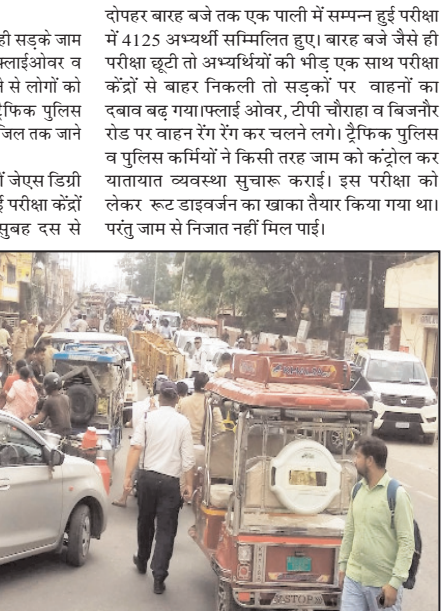 ही सड़के जाम
फ्लाईओवर व
ने से लोगों को
ट्रैफिक पुलिस
जिल तक जाने
जेएस डिग्री
ई परीक्षा केंद्रों
सुबह दस से
दोपहर बारह बजे तक एक पाली में सम्पन्न हुई परीक्षा
में 4125 अभ्यर्थी सम्मिलित हुए। बारह बजे जैसे ही
परीक्षा छूटी तो अभ्यर्थियों की भीड़ एक साथ परीक्षा
केंद्रों से बाहर निकली तो सड़कों पर वाहनों का
दबाव बढ़ गया।फ्लाई ओवर, टीपी चौराहा व बिजनौर
रोड पर वाहन रेंग रेंग कर चलने लगे। ट्रैफिक पुलिस
व पुलिस कर्मियों ने किसी तरह जाम को कंट्रोल कर
यातायात व्यवस्था सुचारू कराई। इस परीक्षा को
लेकर रूट डाइवर्जन का खाका तैयार किया गया था।
परंतु जाम से निजात नहीं मिल पाई।
STOP